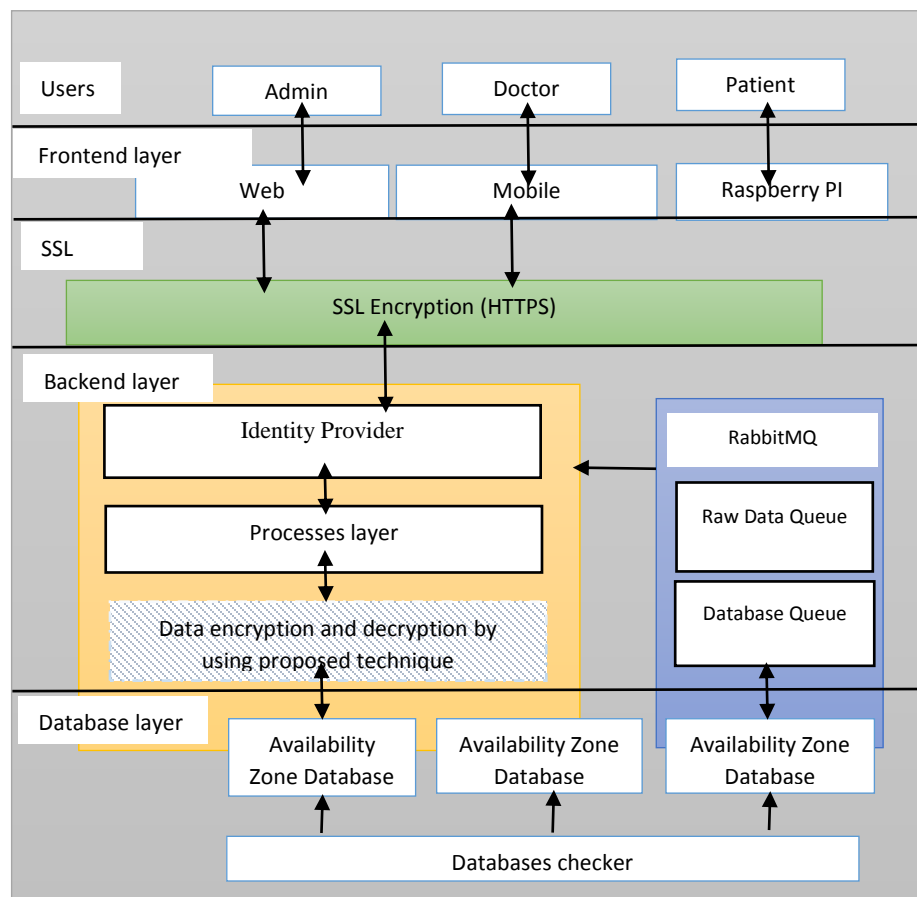 Users
Admin
Doctor
Patient
Frontend layer
Web
Mobile
Raspberry PI
SSL
SSL Encryption (HTTPS)
Backend layer
Identity Provider
RabbitMQ
Raw Data Queue
Processes layer
Database Queue
Data encryption and decryption by
using proposed technique
Database layer
Availability
Zone Database
Availability Zone
Database
Availability Zone
Database
Databases checker